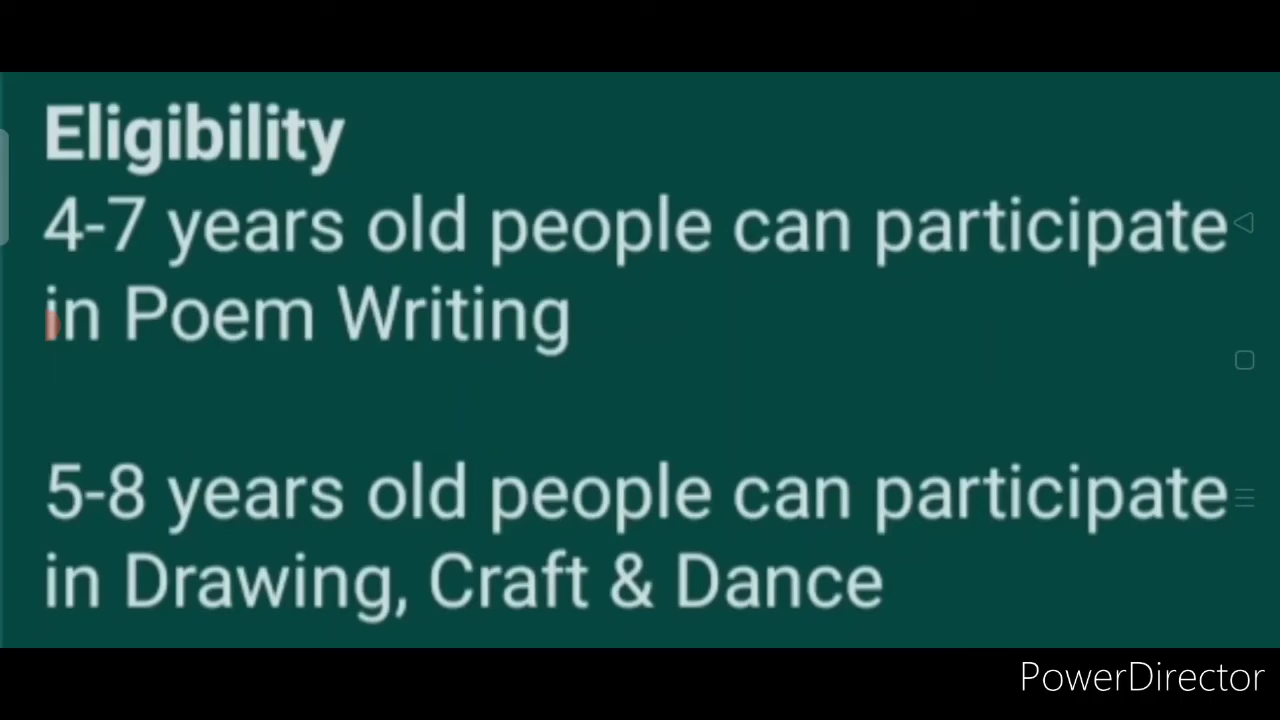 Eligibility
4-7 years old people can participate
in Poem Writing
5-8 years old people can participate
in Drawing, Craft & Dance
PowerDirector